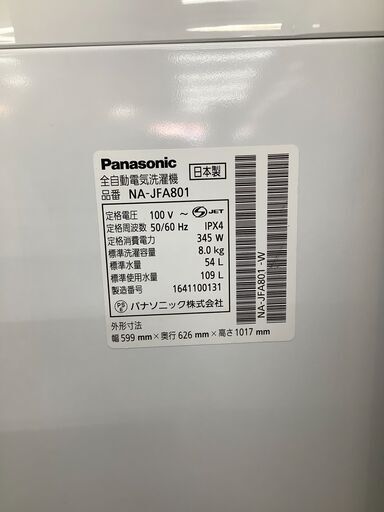 Panasonic
全自動電気洗濯機
日本製
品番 NA-JFA801
定格電圧 100 V ～ S JET
定格周波数 50/60 Hz IPX4
定格消費電力 345 W
標準洗濯容量 8.0 kg
標準水量 54 L
標準使用水量 109 L
製造番号 1641100131
PSE パナソニック株式会社
外形寸法
幅 599 mm×奥行 626 mm×高さ 1017 mm
NA-JFA801 -W